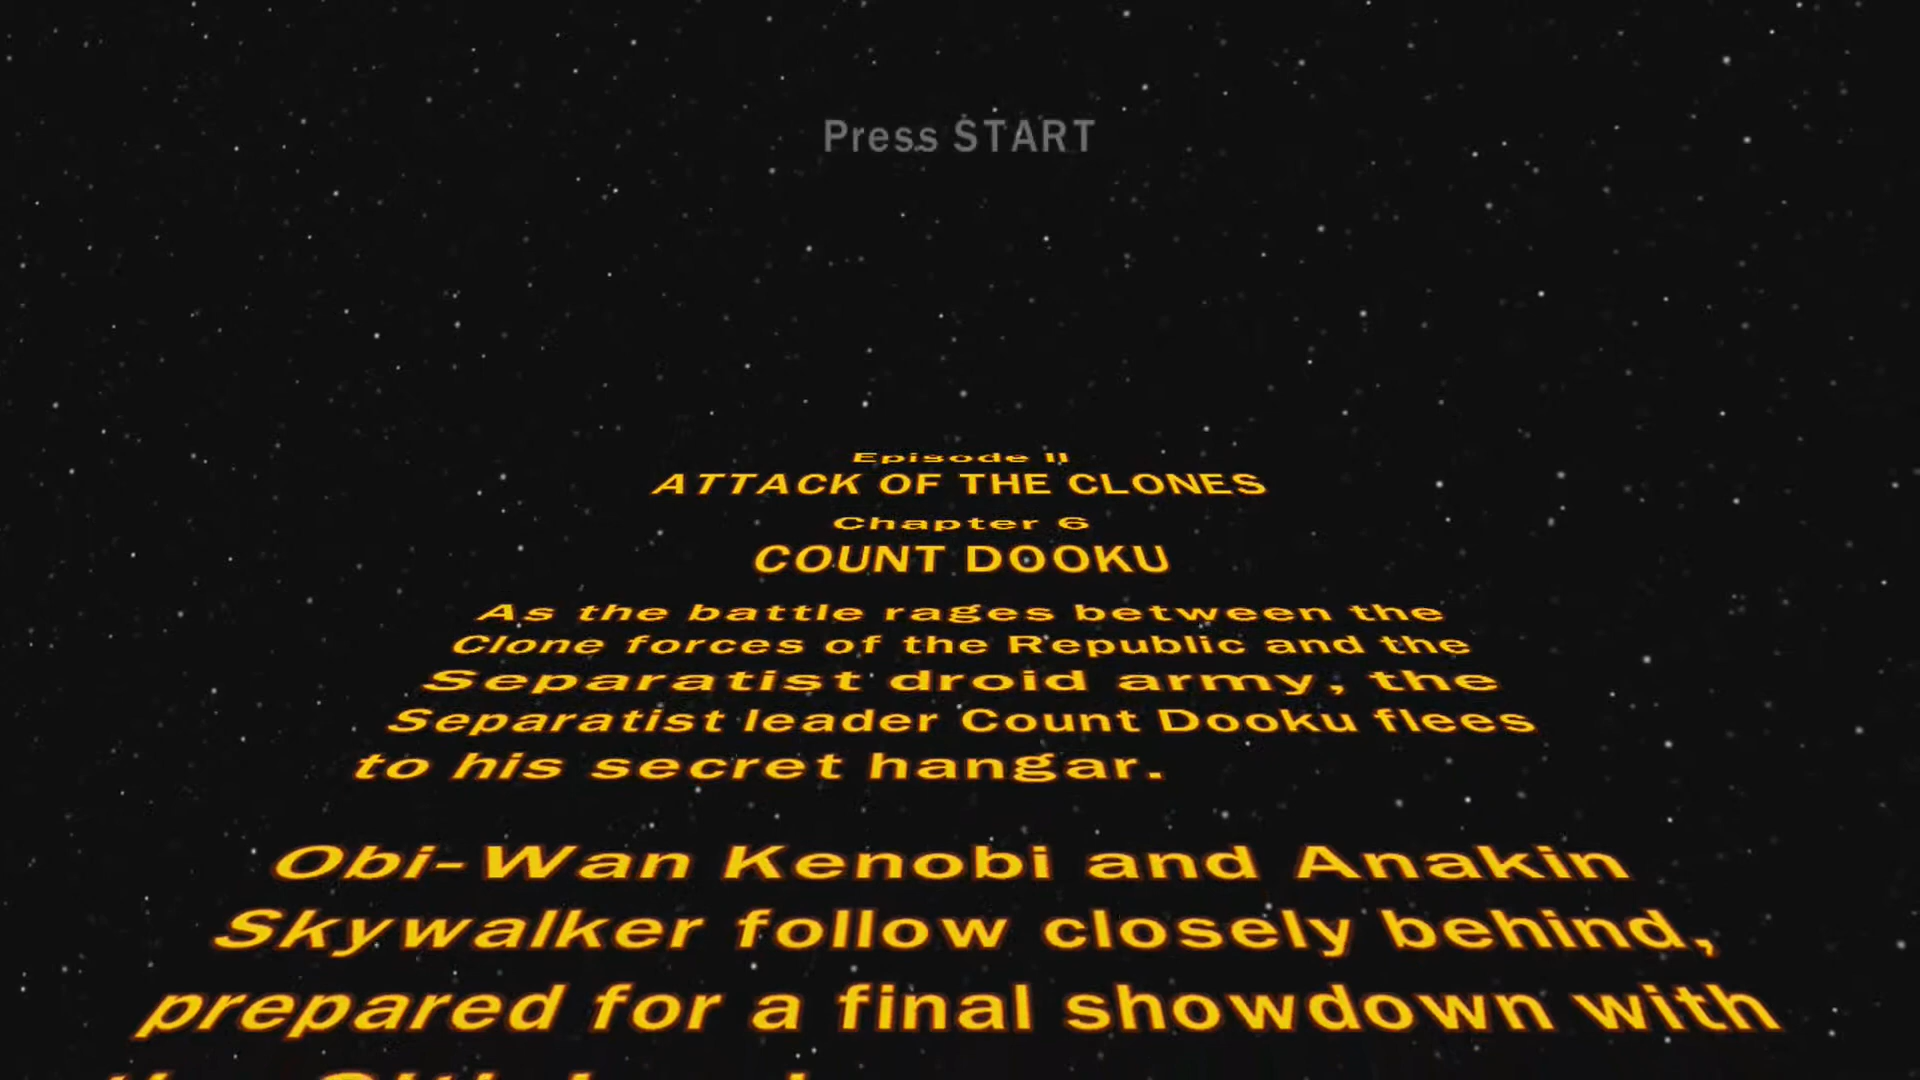 Press START
Episode II
ATTACK OF THE CLONES
Chapter 6
COUNT DOOKU
As the battle rages between the
Clone forces of the Republic and the
Separatist droid army, the
Separatist leader Count Dooku flees
to his secret hangar.
Obi-Wan Kenobi and Anakin
Skywalker follow closely behind,
prepared for a final showdown with